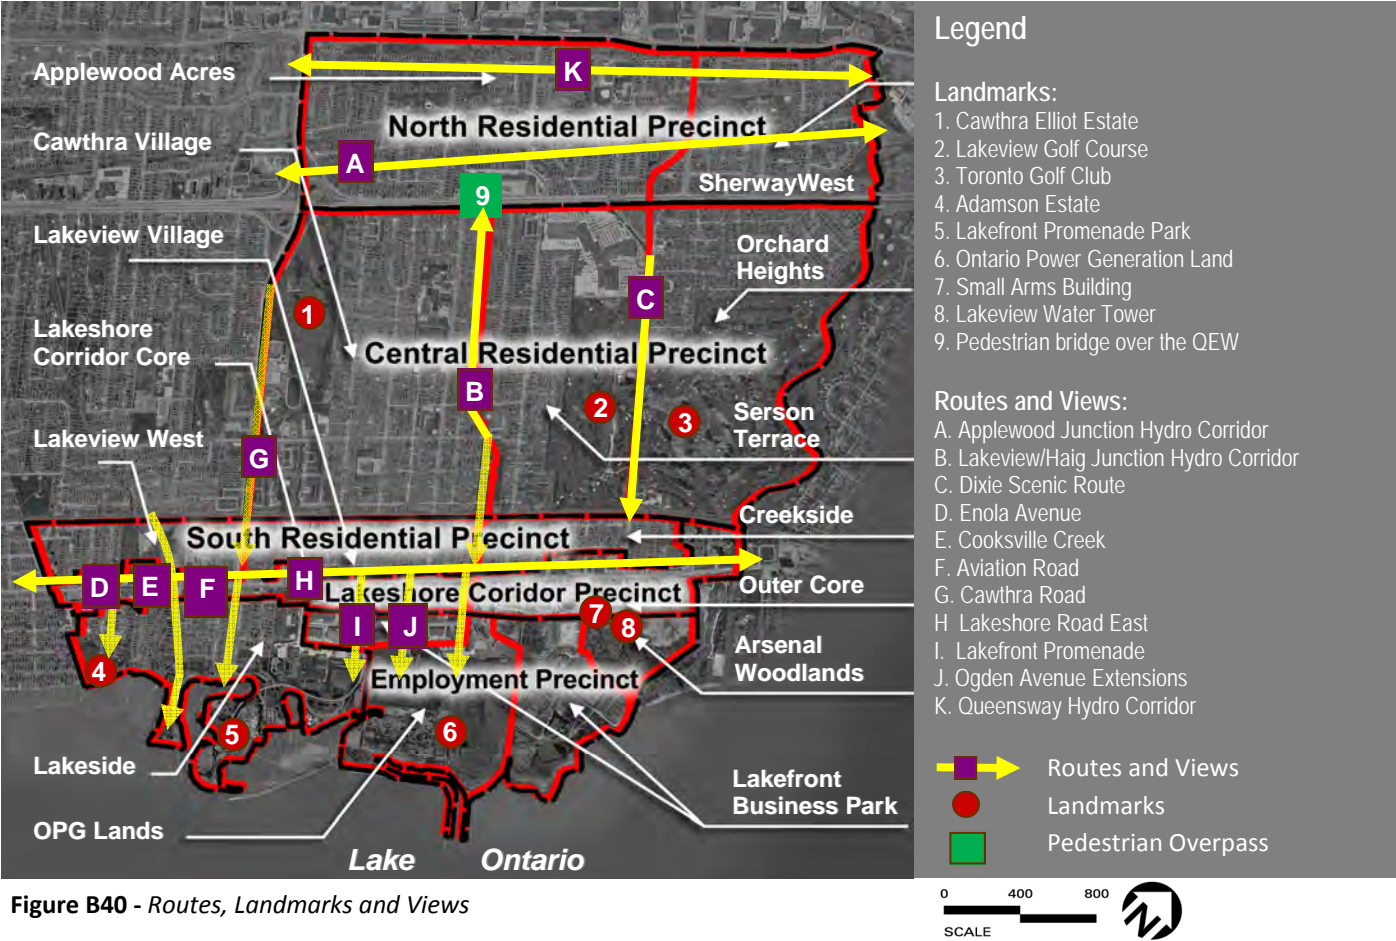 Applewood Acres
K
Cawthra Village
North Residential Precinct
A
SherwayWest
9
Lakeview Village
Orchard
Heights
C
1
Lakeshore
Corridor Core
Central Residential Precinct
B
2
3
Serson
Terrace
Lakeview West
G
Creekside
South Residential Precinct
D
E
F
H
Outer Core
Lakeshore Coridor Precinct
7
8
I
J
Arsenal
Woodlands
4
Employment Precinct
5
6
Lakeside
Lakefront
Business Park
OPG Lands
Lake Ontario
Legend
Landmarks:
1. Cawthra Elliot Estate
2. Lakeview Golf Course
3. Toronto Golf Club
4. Adamson Estate
5. Lakefront Promenade Park
6. Ontario Power Generation Land
7. Small Arms Building
8. Lakeview Water Tower
9. Pedestrian bridge over the QEW
Routes and Views:
A. Applewood Junction Hydro Corridor
B. Lakeview/Haig Junction Hydro Corridor
C. Dixie Scenic Route
D. Enola Avenue
E. Cooksville Creek
F. Aviation Road
G. Cawthra Road
H Lakeshore Road East
I. Lakefront Promenade
J. Ogden Avenue Extensions
K. Queensway Hydro Corridor
Routes and Views
Landmarks
Pedestrian Overpass
Figure B40 - Routes, Landmarks and Views
0 400 800
SCALE
N